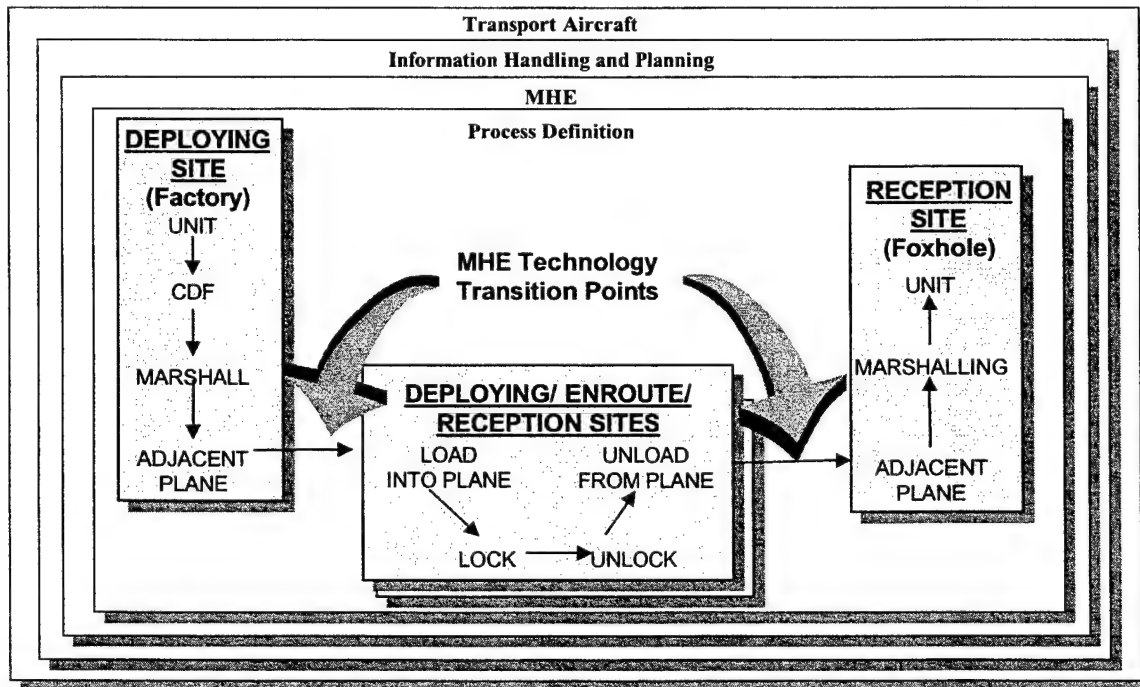 Transport Aircraft
Information Handling and Planning
MHE
Process Definition
DEPLOYING
SITE
(Factory)
UNIT
CDF
MARSHALL
ADJACENT
PLANE
MHE Technology
Transition Points
DEPLOYING/ ENROUTE/
RECEPTION SITES
LOAD
INTO PLANE
LOCK
UNLOCK
UNLOAD
FROM PLANE
RECEPTION
SITE
(Foxhole)
UNIT
MARSHALLING
ADJACENT
PLANE